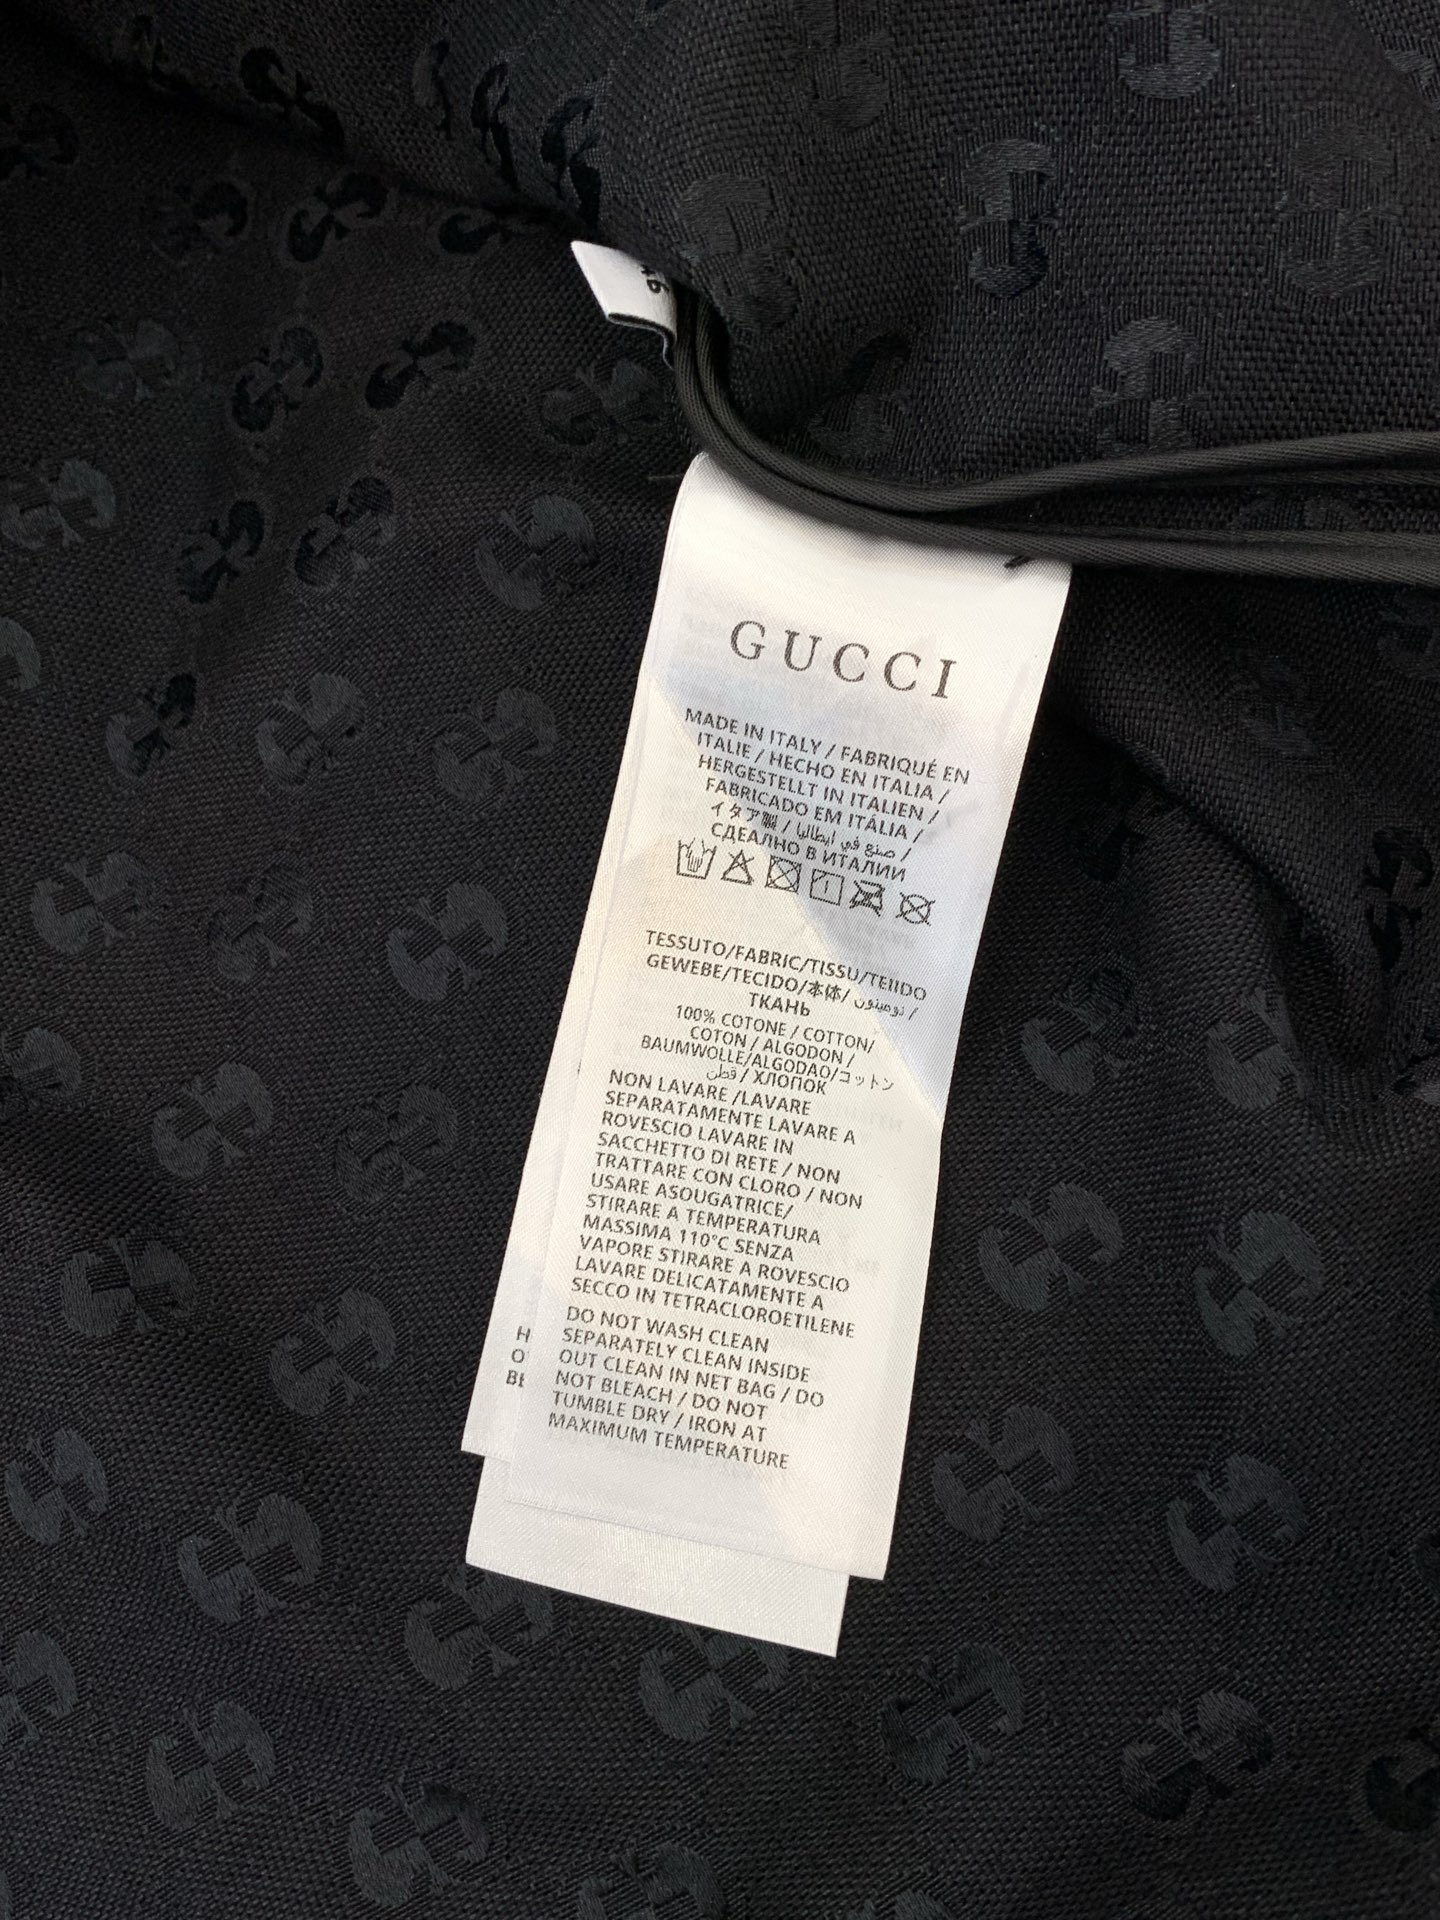 46
GUCCI
MADE IN ITALY / FABRIQUÉ EN
ITALIE / HECHO EN ITALIA /
HERGESTELLT IN ITALIEN /
FABRICADO EM ITÁLIA /
イタア製 / صنع في ايطاليا /
СДЕАЛНО В ИТАЛИИ
TESSUTO/FABRIC/TISSU/TEIIDO
GEWEBE/TECIDO/本体/ /
ТКАНЬ
100% COTONE / COTTON/
COTON / ALGODON /
BAUMWOLLE/ALGODAO/コットン
قطن / ХЛОПОК
NON LAVARE /LAVARE
SEPARATAMENTE LAVARE A
ROVESCIO LAVARE IN
SACCHETTO DI RETE / NON
TRATTARE CON CLORO / NON
USARE ASOUGATRICE/
STIRARE A TEMPERATURA
MASSIMA 110°C SENZA
VAPORE STIRARE A ROVESCIO
LAVARE DELICATAMENTE A
SECCO IN TETRACLOROETILENE
DO NOT WASH CLEAN
SEPARATELY CLEAN INSIDE
OUT CLEAN IN NET BAG / DO
NOT BLEACH / DO NOT
TUMBLE DRY / IRON AT
MAXIMUM TEMPERATURE